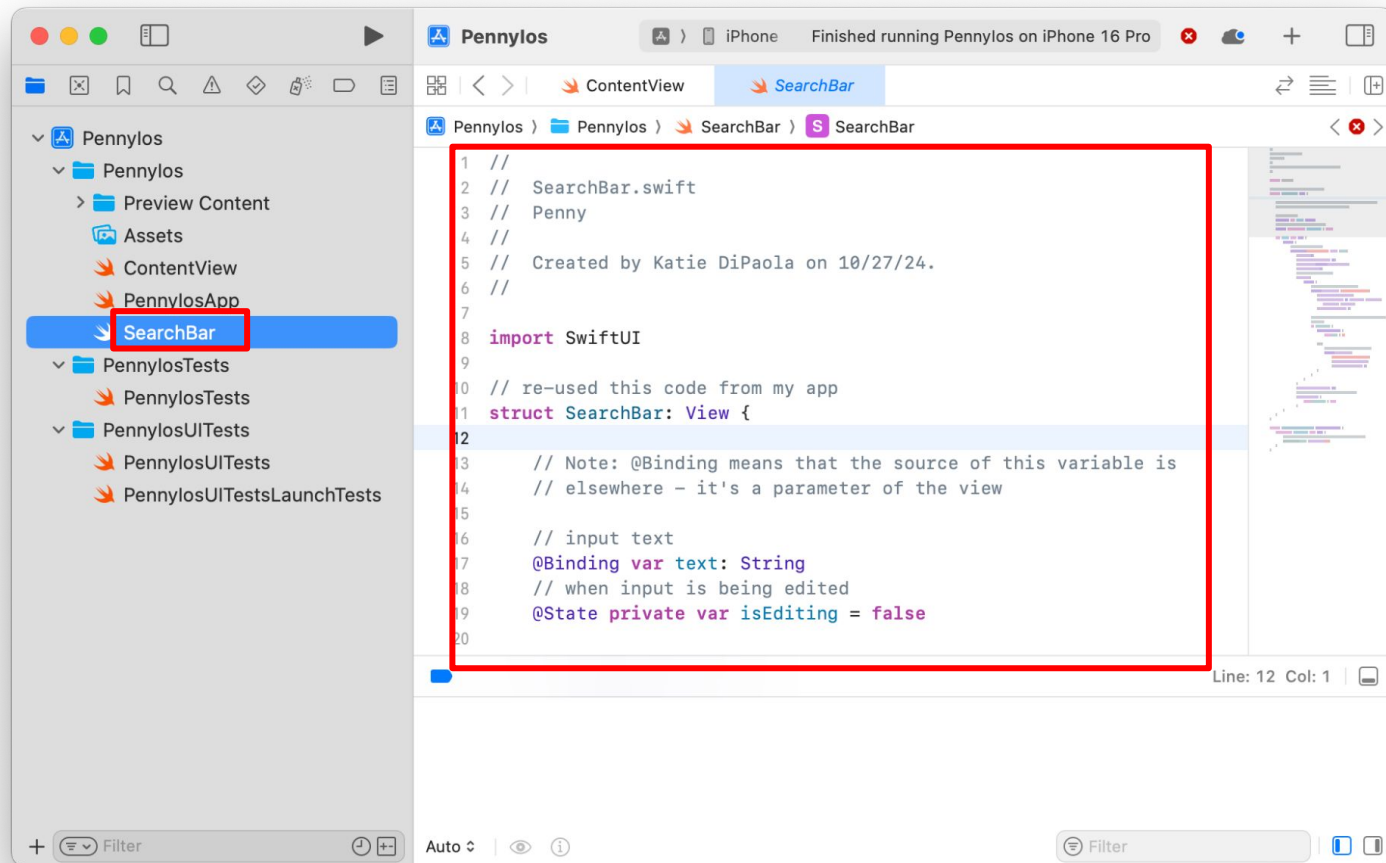 Pennylos
iPhone
Finished running Pennylos on iPhone 16 Pro
ContentView
SearchBar
Pennylos
Pennylos
SearchBar
SearchBar
Pennylos
Pennylos
Preview Content
Assets
ContentView
PennylosApp
SearchBar
PennylosTests
PennylosTests
PennylosUITests
PennylosUITests
PennylosUITestsLaunchTests
Filter
1 //
2 // SearchBar.swift
3 // Penny
4 //
5 // Created by Katie DiPaola on 10/27/24.
6 //
7
8 import SwiftUI
9
10 // re-used this code from my app
11 struct SearchBar: View {
12
13 // Note: @Binding means that the source of this variable is
14 // elsewhere – it's a parameter of the view
15
16 // input text
17 @Binding var text: String
18 // when input is being edited
19 @State private var isEditing = false
20
Line: 12 Col: 1
Auto
Filter